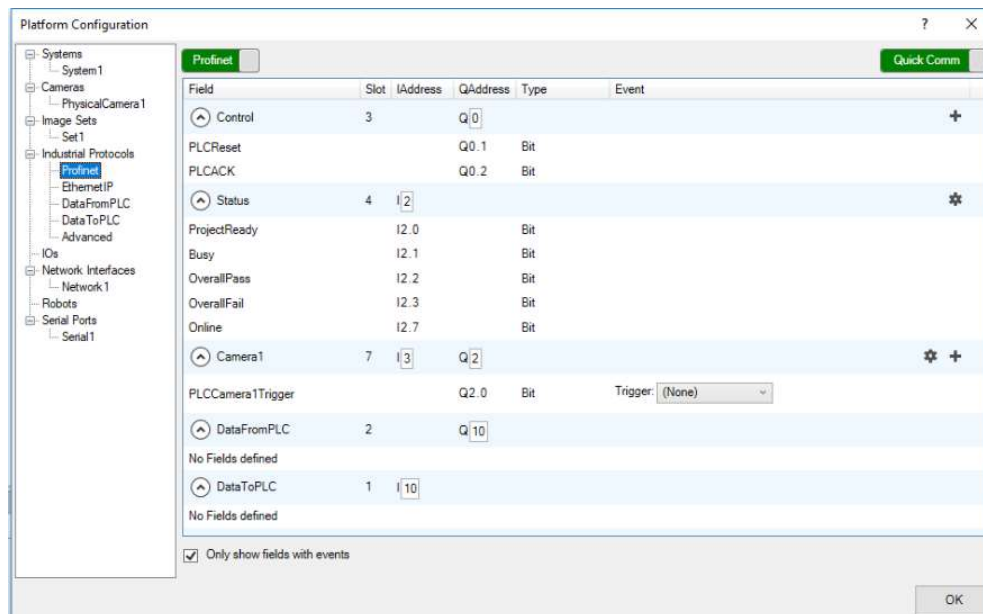 Platform Configuration ? ×
Systems
System1
Cameras
PhysicalCamera1
Image Sets
Set1
Industrial Protocols
Profinet
EthernetIP
DataFromPLC
DataToPLC
Advanced
IOs
Network Interfaces
Network1
Robots
Serial Ports
Serial1
Profinet Quick Comm
Field Slot IAddress QAddress Type Event
Control 3 Q 0
PLCReset Q0.1 Bit
PLCACK Q0.2 Bit
Status 4 I 2
ProjectReady I2.0 Bit
Busy I2.1 Bit
OverallPass I2.2 Bit
OverallFail I2.3 Bit
Online I2.7 Bit
Camera1 7 I 3 Q 2
PLCCamera1Trigger Q2.0 Bit Trigger: (None)
DataFromPLC 2 Q 10
No Fields defined
DataToPLC 1 I 10
No Fields defined
Only show fields with events
OK